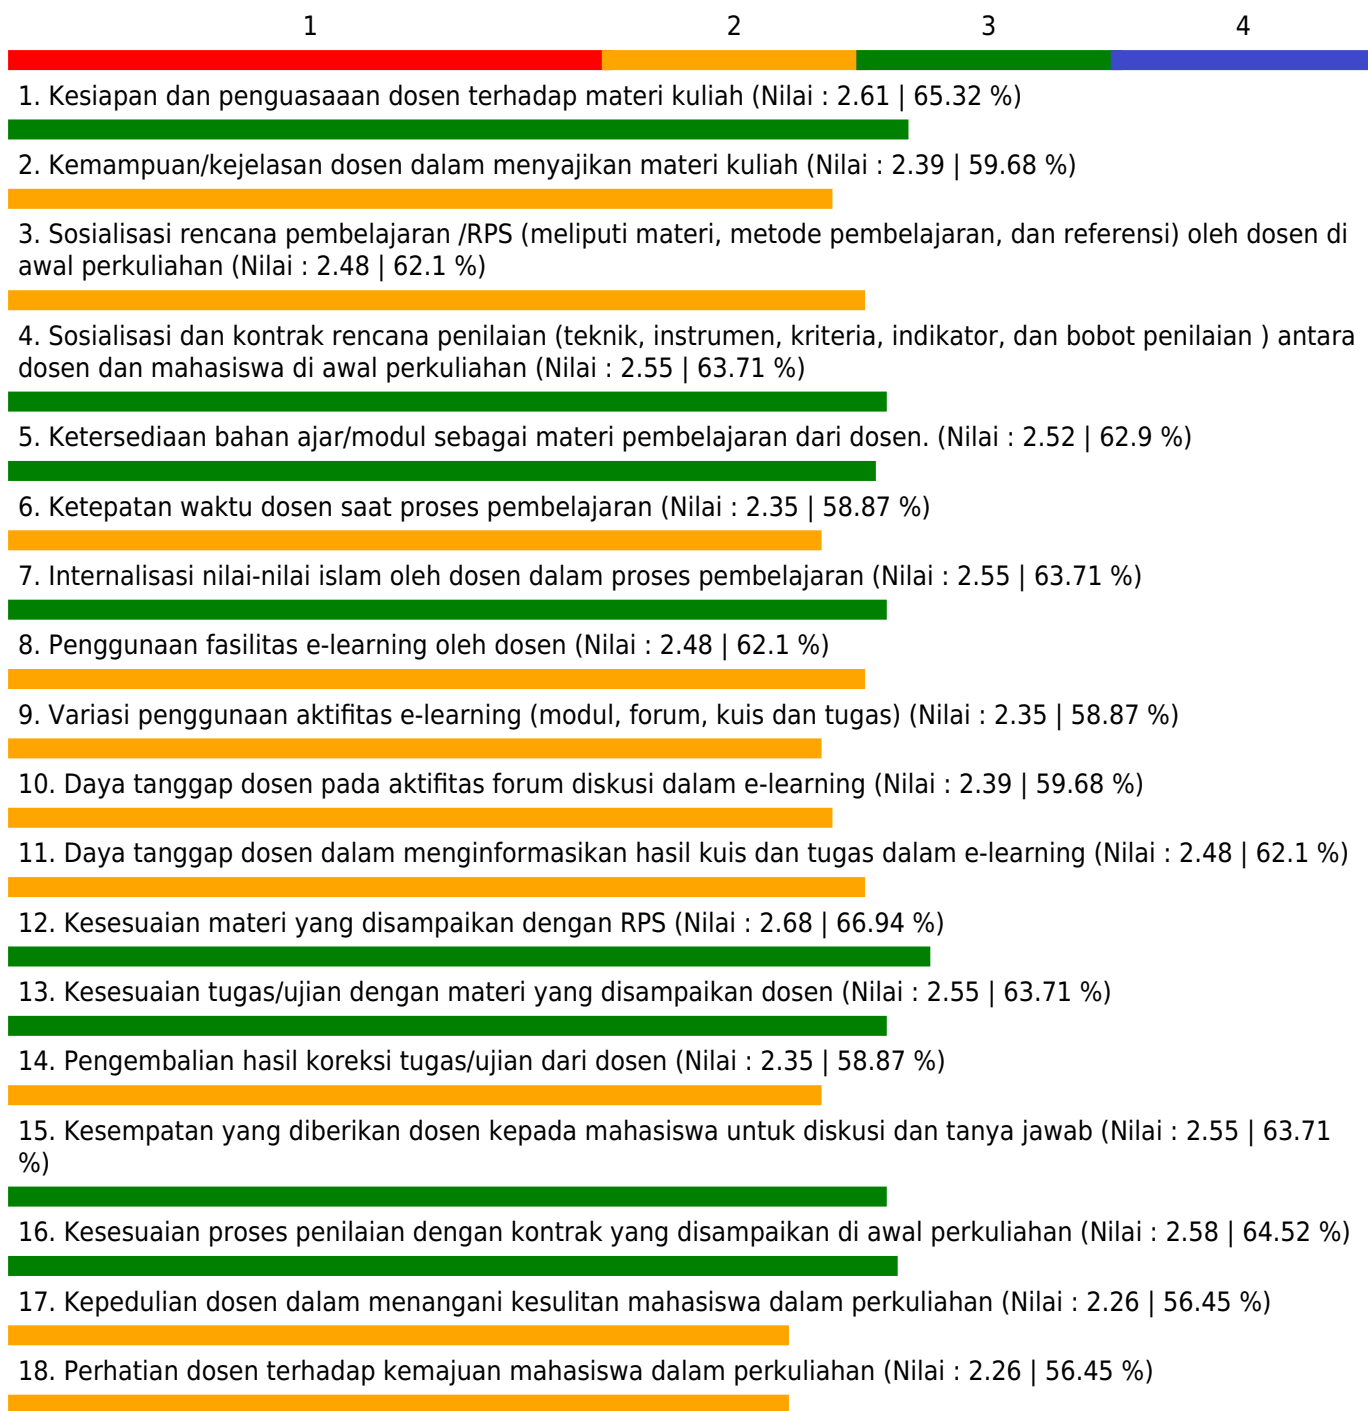 1 2 3 4
1. Kesiapan dan penguasaaan dosen terhadap materi kuliah (Nilai : 2.61 | 65.32 %)
2. Kemampuan/kejelasan dosen dalam menyajikan materi kuliah (Nilai : 2.39 | 59.68 %)
3. Sosialisasi rencana pembelajaran /RPS (meliputi materi, metode pembelajaran, dan referensi) oleh dosen di
awal perkuliahan (Nilai : 2.48 | 62.1 %)
4. Sosialisasi dan kontrak rencana penilaian (teknik, instrumen, kriteria, indikator, dan bobot penilaian ) antara
dosen dan mahasiswa di awal perkuliahan (Nilai : 2.55 | 63.71 %)
5. Ketersediaan bahan ajar/modul sebagai materi pembelajaran dari dosen. (Nilai : 2.52 | 62.9 %)
6. Ketepatan waktu dosen saat proses pembelajaran (Nilai : 2.35 | 58.87 %)
7. Internalisasi nilai-nilai islam oleh dosen dalam proses pembelajaran (Nilai : 2.55 | 63.71 %)
8. Penggunaan fasilitas e-learning oleh dosen (Nilai : 2.48 | 62.1 %)
9. Variasi penggunaan aktifitas e-learning (modul, forum, kuis dan tugas) (Nilai : 2.35 | 58.87 %)
10. Daya tanggap dosen pada aktifitas forum diskusi dalam e-learning (Nilai : 2.39 | 59.68 %)
11. Daya tanggap dosen dalam menginformasikan hasil kuis dan tugas dalam e-learning (Nilai : 2.48 | 62.1 %)
12. Kesesuaian materi yang disampaikan dengan RPS (Nilai : 2.68 | 66.94 %)
13. Kesesuaian tugas/ujian dengan materi yang disampaikan dosen (Nilai : 2.55 | 63.71 %)
14. Pengembalian hasil koreksi tugas/ujian dari dosen (Nilai : 2.35 | 58.87 %)
15. Kesempatan yang diberikan dosen kepada mahasiswa untuk diskusi dan tanya jawab (Nilai : 2.55 | 63.71
%)
16. Kesesuaian proses penilaian dengan kontrak yang disampaikan di awal perkuliahan (Nilai : 2.58 | 64.52 %)
17. Kepedulian dosen dalam menangani kesulitan mahasiswa dalam perkuliahan (Nilai : 2.26 | 56.45 %)
18. Perhatian dosen terhadap kemajuan mahasiswa dalam perkuliahan (Nilai : 2.26 | 56.45 %)